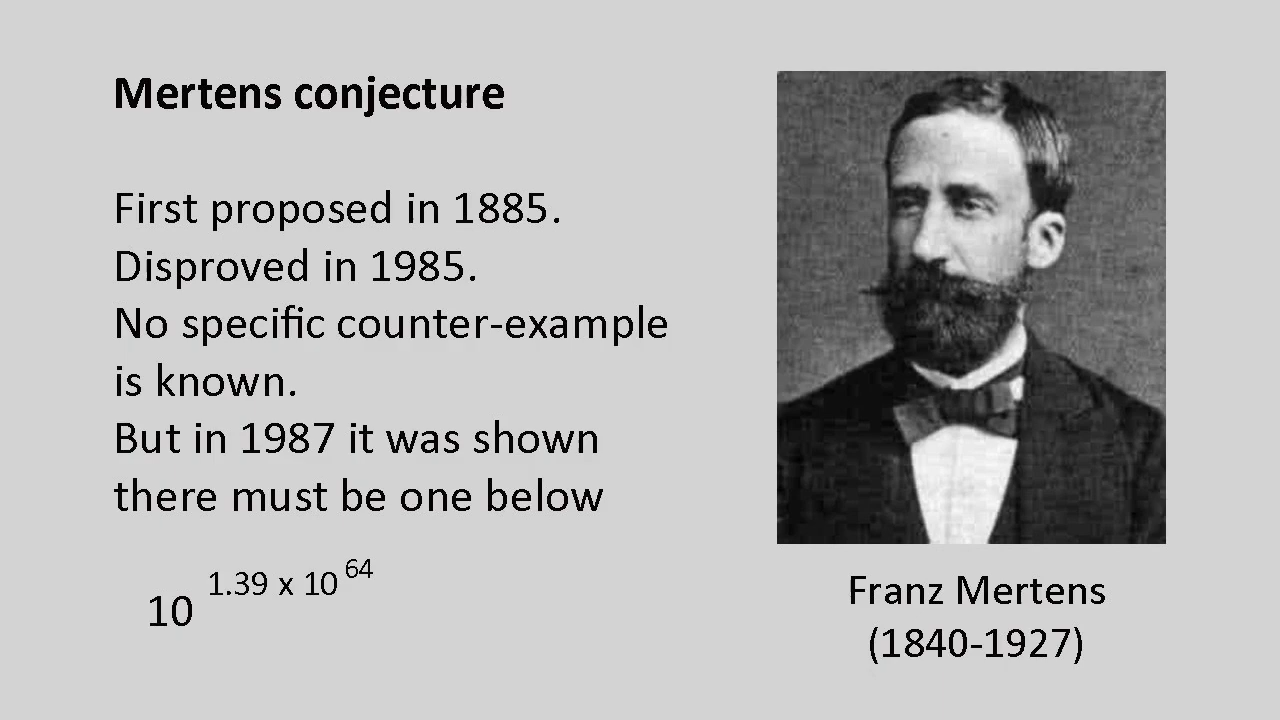 Mertens conjecture
First proposed in 1885.
Disproved in 1985.
No specific counter-example
is known.
But in 1987 it was shown
there must be one below
10 1.39 x 10 64
Franz Mertens
(1840-1927)